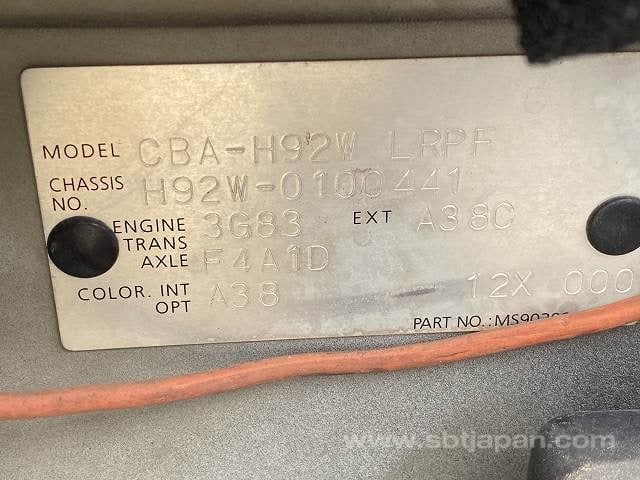 G
MODEL CBA-H92W LRPF
CHASSIS NO. H92W-0100441
ENGINE 3G83 EXT A38C
TRANS AXLE F4A1D
COLOR. INT OPT A38 12X 000
PART NO.:MS90
www.sbtjapan.com